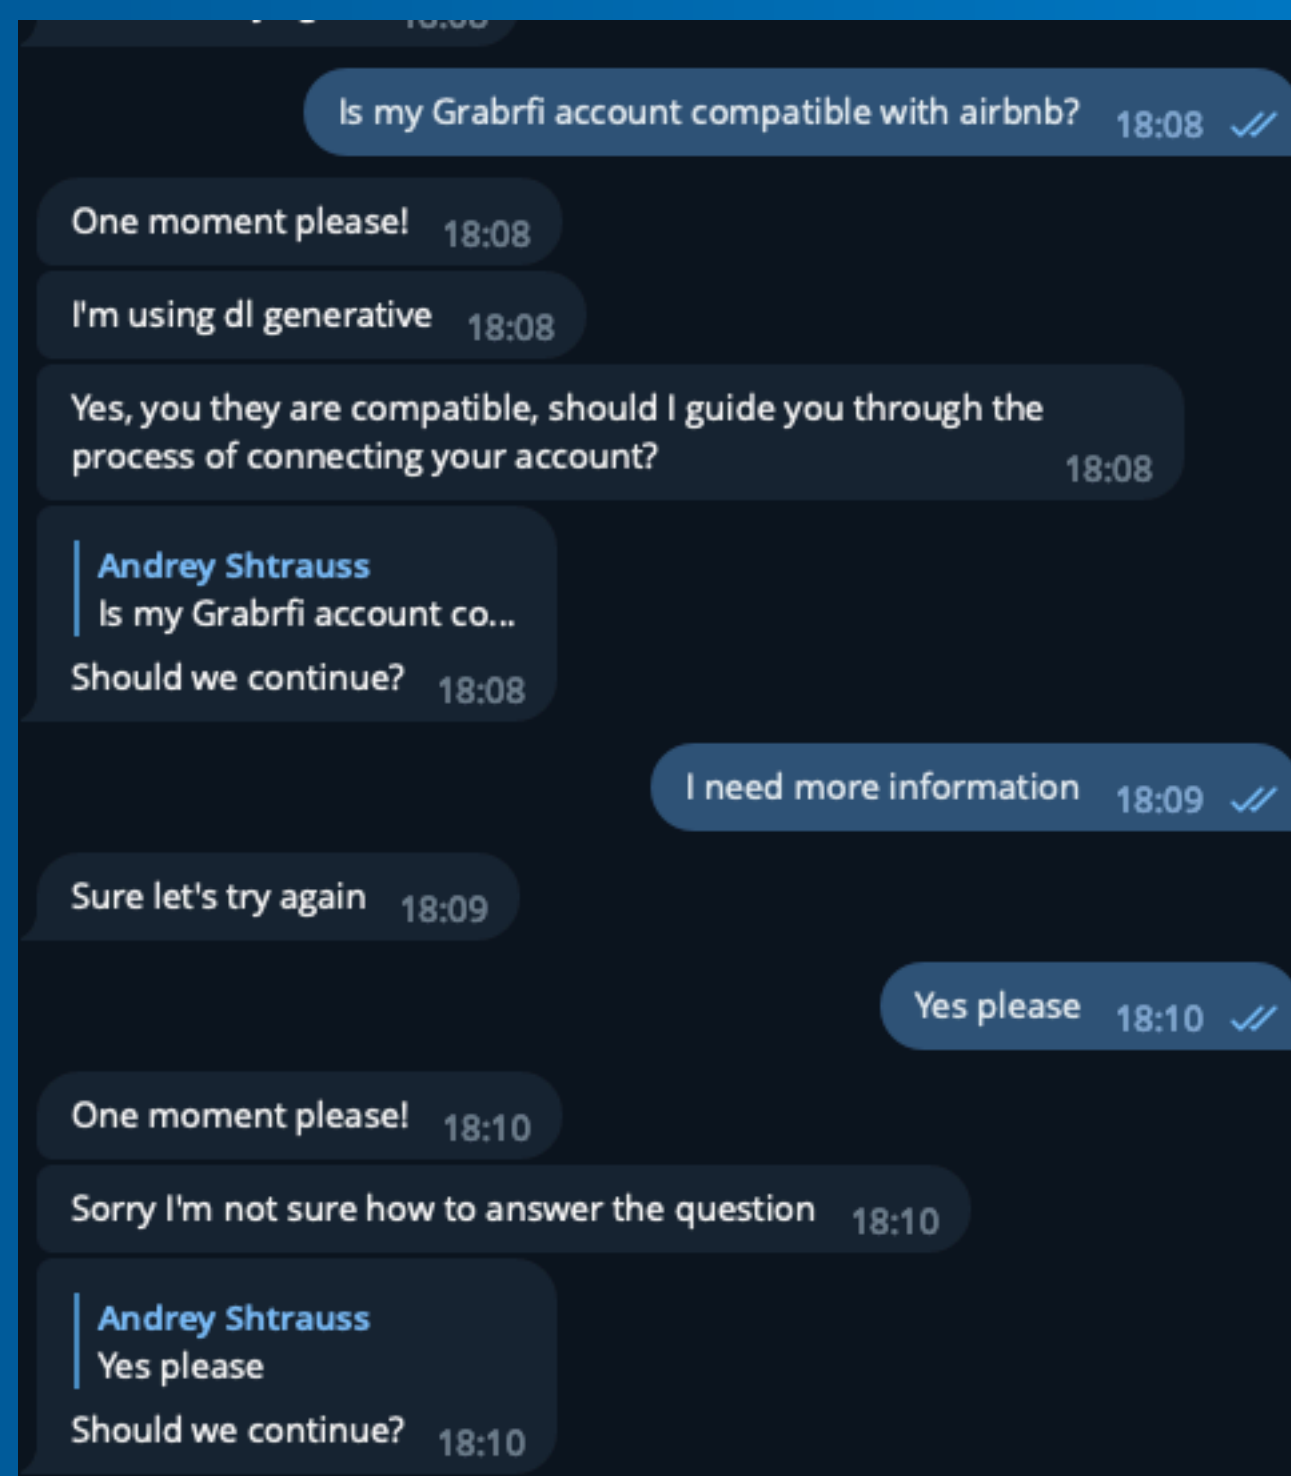 Is my Grabrfi account compatible with airbnb? 18:08
One moment please! 18:08
I'm using dl generative 18:08
Yes, you they are compatible, should I guide you through the
process of connecting your account? 18:08
Andrey Shtrauss
Is my Grabrfi account co...
Should we continue? 18:08
I need more information 18:09
Sure let's try again 18:09
Yes please 18:10
One moment please! 18:10
Sorry I'm not sure how to answer the question 18:10
Andrey Shtrauss
Yes please
Should we continue? 18:10